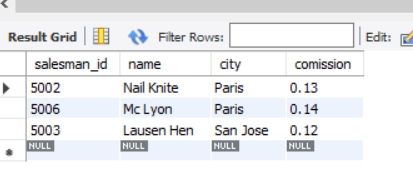 Result Grid Filter Rows: Edit:
salesman_id name city comission
5002 Nail Knite Paris 0.13
5006 Mc Lyon Paris 0.14
5003 Lausen Hen San Jose 0.12
NULL NULL NULL NULL